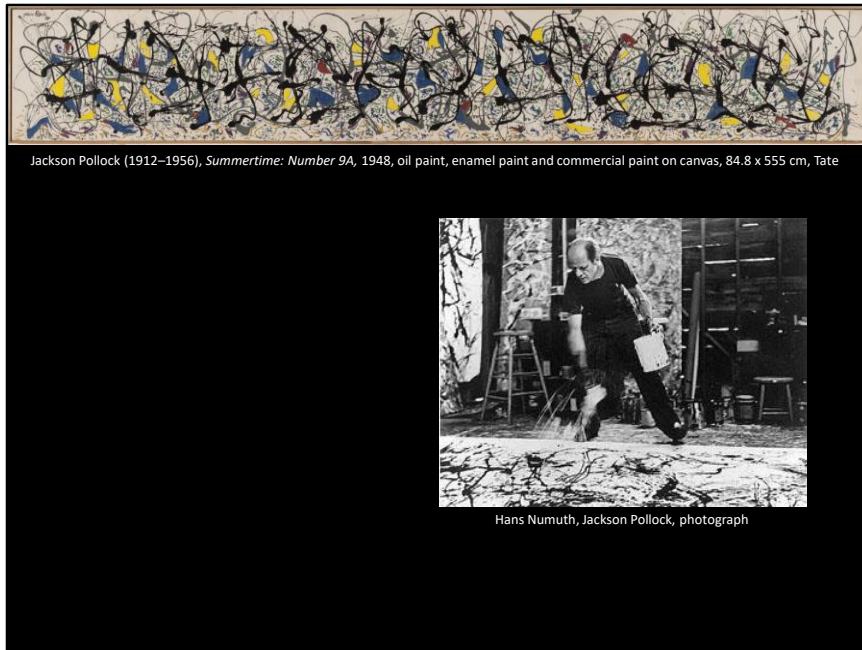 Jackson Pollock (1912–1956), Summertime: Number 9A, 1948, oil paint, enamel paint and commercial paint on canvas, 84.8 x 555 cm, Tate
Hans Numuth, Jackson Pollock, photograph